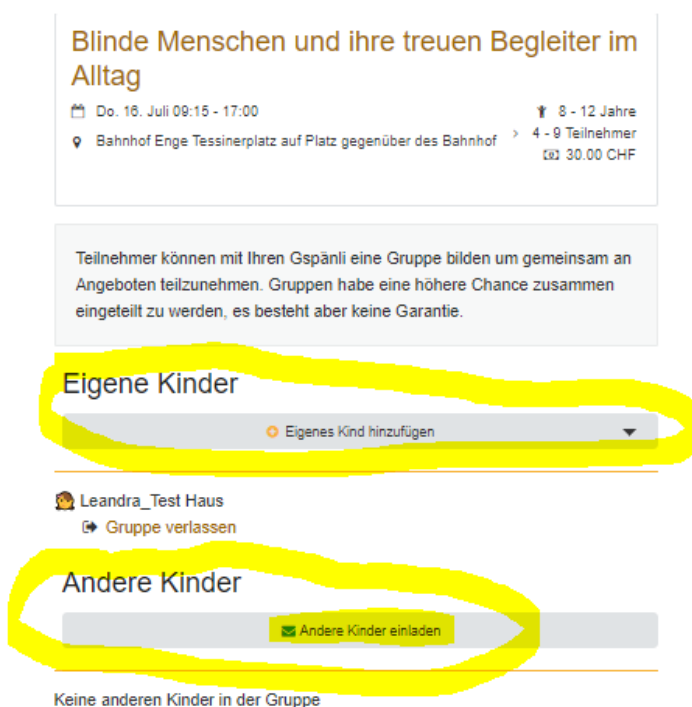 Blinde Menschen und ihre treuen Begleiter im
Alltag
Do. 16. Juli 09:15 - 17:00
8 - 12 Jahre
Bahnhof Enge Tessinerplatz auf Platz gegenüber des Bahnhof
> 4 - 9 Teilnehmer
30.00 CHF
Teilnehmer können mit Ihren Gspänli eine Gruppe bilden um gemeinsam an
Angeboten teilzunehmen. Gruppen habe eine höhere Chance zusammen
eingeteilt zu werden, es besteht aber keine Garantie.
Eigene Kinder
Eigenes Kind hinzufügen
Leandra_Test Haus
Gruppe verlassen
Andere Kinder
Andere Kinder einladen
Keine anderen Kinder in der Gruppe